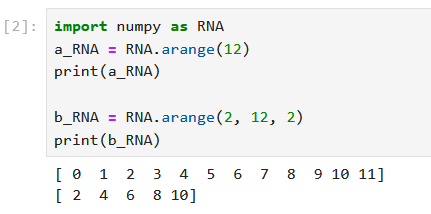 [2]: import numpy as RNA
a_RNA = RNA.arange(12)
print(a_RNA)
b_RNA = RNA.arange(2, 12, 2)
print(b_RNA)
[ 0  1  2  3  4  5  6  7  8  9 10 11]
[ 2  4  6  8 10]